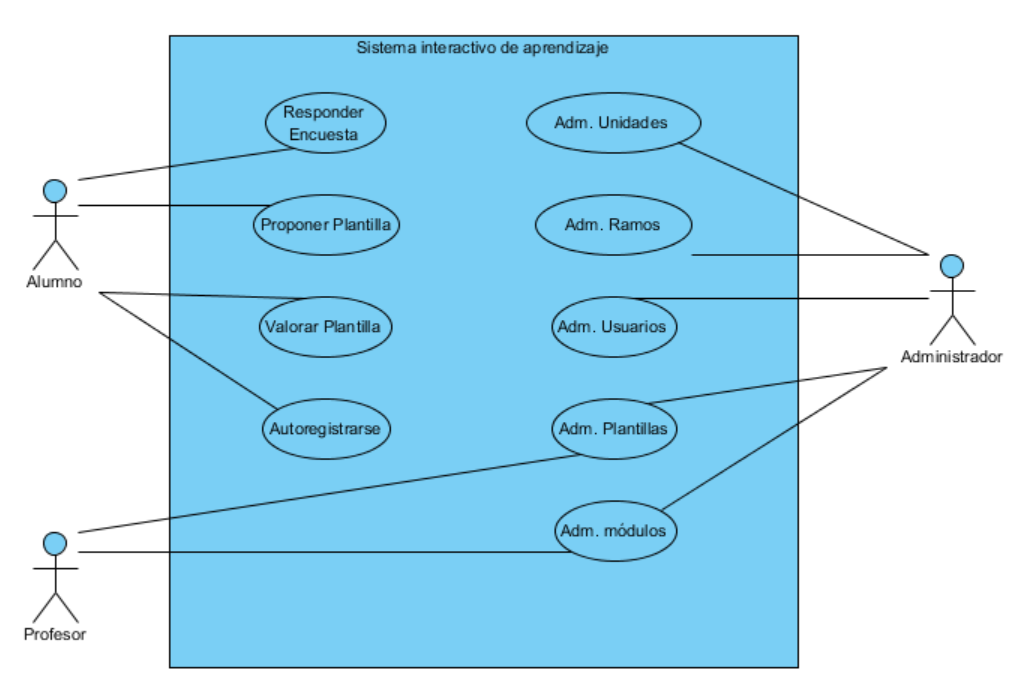 Sistema interactivo de aprendizaje
Responder
Encuesta
Adm. Unidades
Proponer Plantilla
Adm. Ramos
Alumno
Valorar Plantilla
Adm. Usuarios
Administrador
Autoregistrarse
Adm. Plantillas
Adm. módulos
Profesor